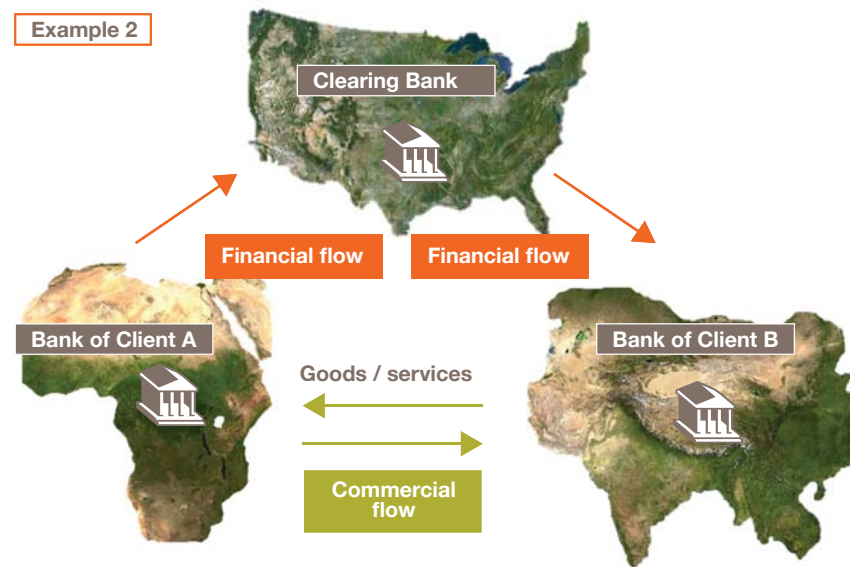 Example 2
Clearing Bank
Financial flow
Financial flow
Bank of Client A
Bank of Client B
Goods / services
Commercial
flow